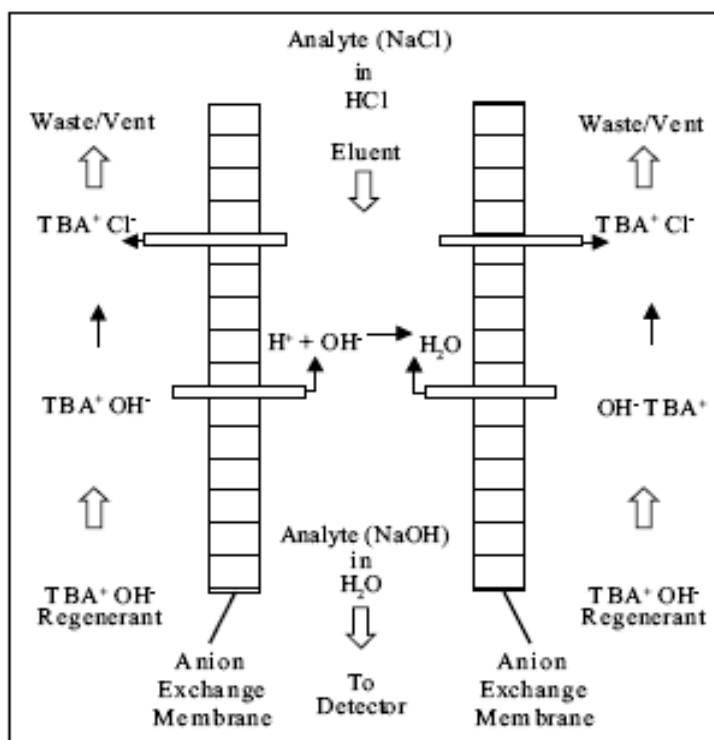 Analyte (NaCl)
in
HCl
Waste/Vent
Eluent
Waste/Vent
TBA⁺ Cl⁻
TBA⁺ Cl⁻
H⁺ + OH⁻
H₂O
TBA⁺ OH⁻
OH⁻ TBA⁺
Analyte (NaOH)
in
H₂O
TBA⁺ OH⁻
Regenerant
TBA⁺ OH⁻
Regenerant
Anion
Exchange
Membrane
To
Detector
Anion
Exchange
Membrane